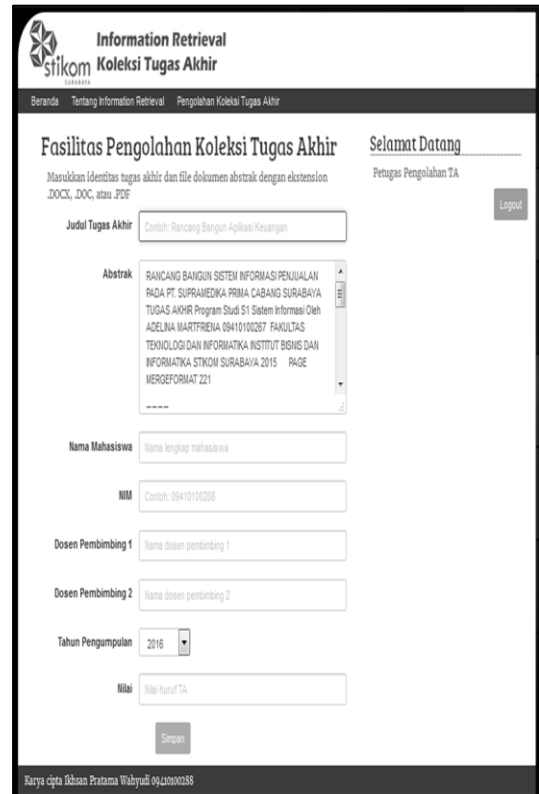 stikom
SURABAYA
Information Retrieval
Koleksi Tugas Akhir
Beranda Tentang Information Retrieval Pengolahan Koleksi Tugas Akhir
Fasilitas Pengolahan Koleksi Tugas Akhir
Masukkan identitas tugas akhir dan file dokumen abstrak dengan ekstension
.DOCX, .DOC, atau .PDF
Judul Tugas Akhir Contoh: Rancang Bangun Aplikasi Keuangan
Abstrak RANCANG BANGUN SISTEM INFORMASI PENJUALAN
PADA PT. SUPRAMEDIKA PRIMA CABANG SURABAYA
TUGAS AKHIR Program Studi S1 Sistem Informasi Oleh
ADELINA MARTFRIENA 09410100267 FAKULTAS
TEKNOLOGI DAN INFORMATIKA INSTITUT BISNIS DAN
INFORMATIKA STIKOM SURABAYA 2015 PAGE
MERGEFORMAT 221
----
Nama Mahasiswa Nama lengkap mahasiswa
NIM Contoh: 09410100288
Dosen Pembimbing 1 Nama dosen pembimbing 1
Dosen Pembimbing 2 Nama dosen pembimbing 2
Tahun Pengumpulan 2016
Nilai Nilai huruf TA
Simpan
Selamat Datang
Petugas Pengolahan TA
Logout
Karya cipta Ikhsan Pratama Wahyudi 09410100288